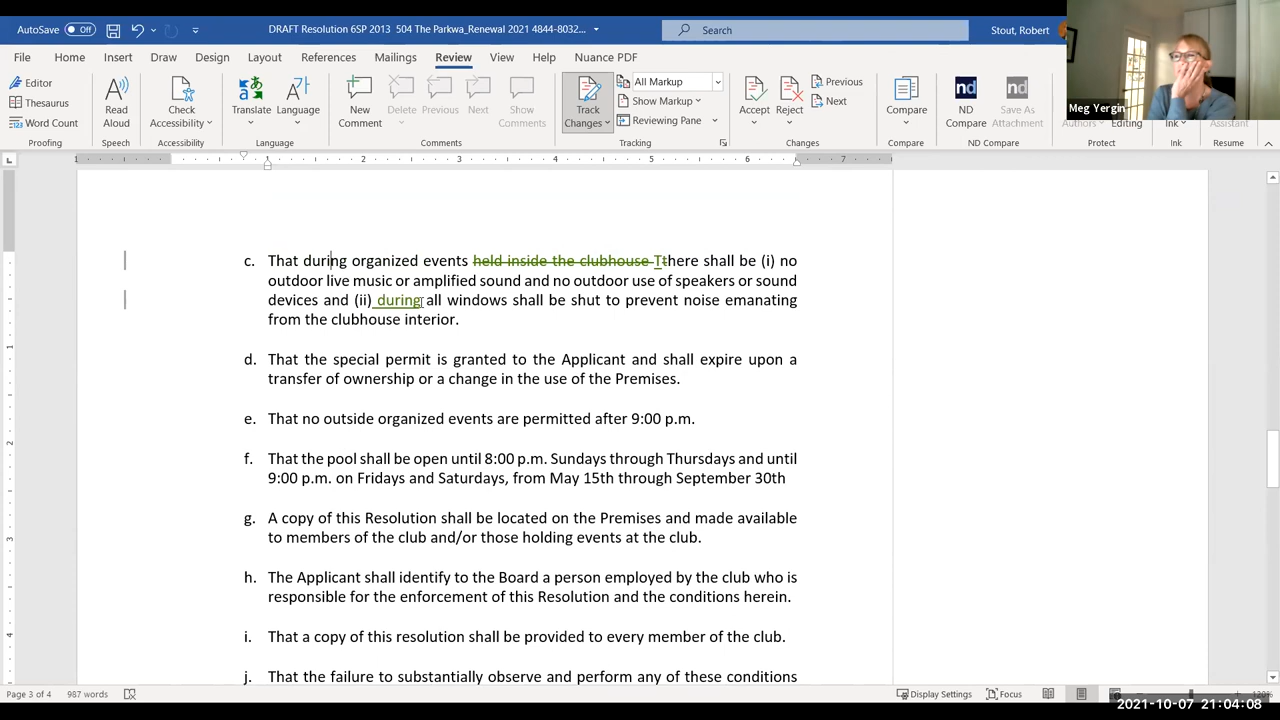 AutoSave Off DRAFT Resolution 6SP 2013 504 The Parkwa_Renewal 2021 4844-8032... Search Stout, Robert
File Home Insert Draw Design Layout References Mailings Review View Help Nuance PDF
Editor
Thesaurus
Word Count
Proofing
Read Aloud
Speech
Check Accessibility
Accessibility
Translate Language
Language
New Comment Delete Previous Next Show Comments
Comments
Track Changes
All Markup
Show Markup
Reviewing Pane
Tracking
Accept Reject
Previous
Next
Changes
Compare
Compare
ND Compare Save As Attachment
ND Compare
Authors Editing
Protect
Ink
Ink
Assistant
Resume
Meg Yergin
1 1 2 3 4 5 6 7
c. That during organized events held inside the clubhouse Tthere shall be (i) no
outdoor live music or amplified sound and no outdoor use of speakers or sound
devices and (ii) during all windows shall be shut to prevent noise emanating
from the clubhouse interior.
d. That the special permit is granted to the Applicant and shall expire upon a
transfer of ownership or a change in the use of the Premises.
e. That no outside organized events are permitted after 9:00 p.m.
f. That the pool shall be open until 8:00 p.m. Sundays through Thursdays and until
9:00 p.m. on Fridays and Saturdays, from May 15th through September 30th
g. A copy of this Resolution shall be located on the Premises and made available
to members of the club and/or those holding events at the club.
h. The Applicant shall identify to the Board a person employed by the club who is
responsible for the enforcement of this Resolution and the conditions herein.
i. That a copy of this resolution shall be provided to every member of the club.
j. That the failure to substantially observe and perform any of these conditions
Page 3 of 4 987 words Display Settings Focus
2021-10-07 21:04:08